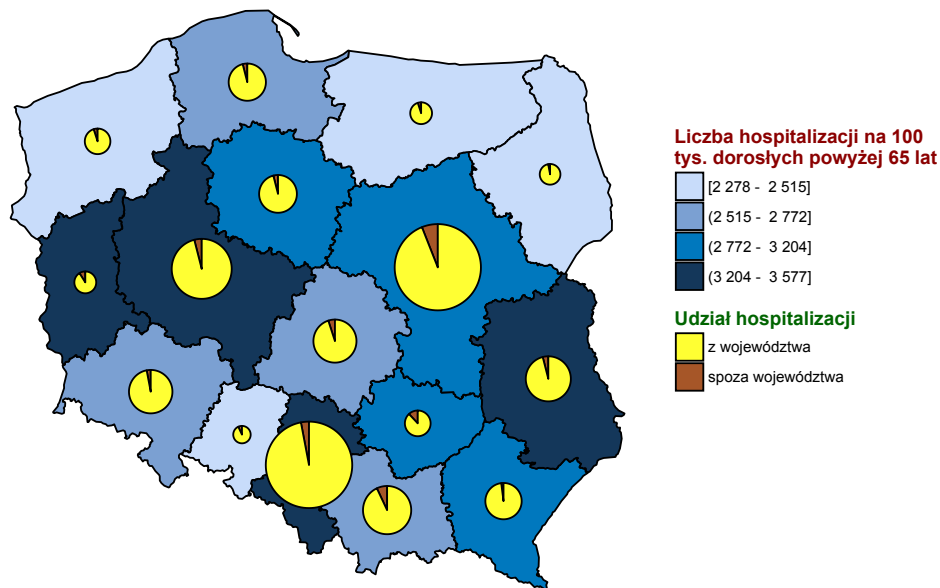 Liczba hospitalizacji na 100
tys. dorosłych powyżej 65 lat
[2 278 - 2 515]
(2 515 - 2 772]
(2 772 - 3 204]
(3 204 - 3 577]
Udział hospitalizacji
z województwa
spoza województwa